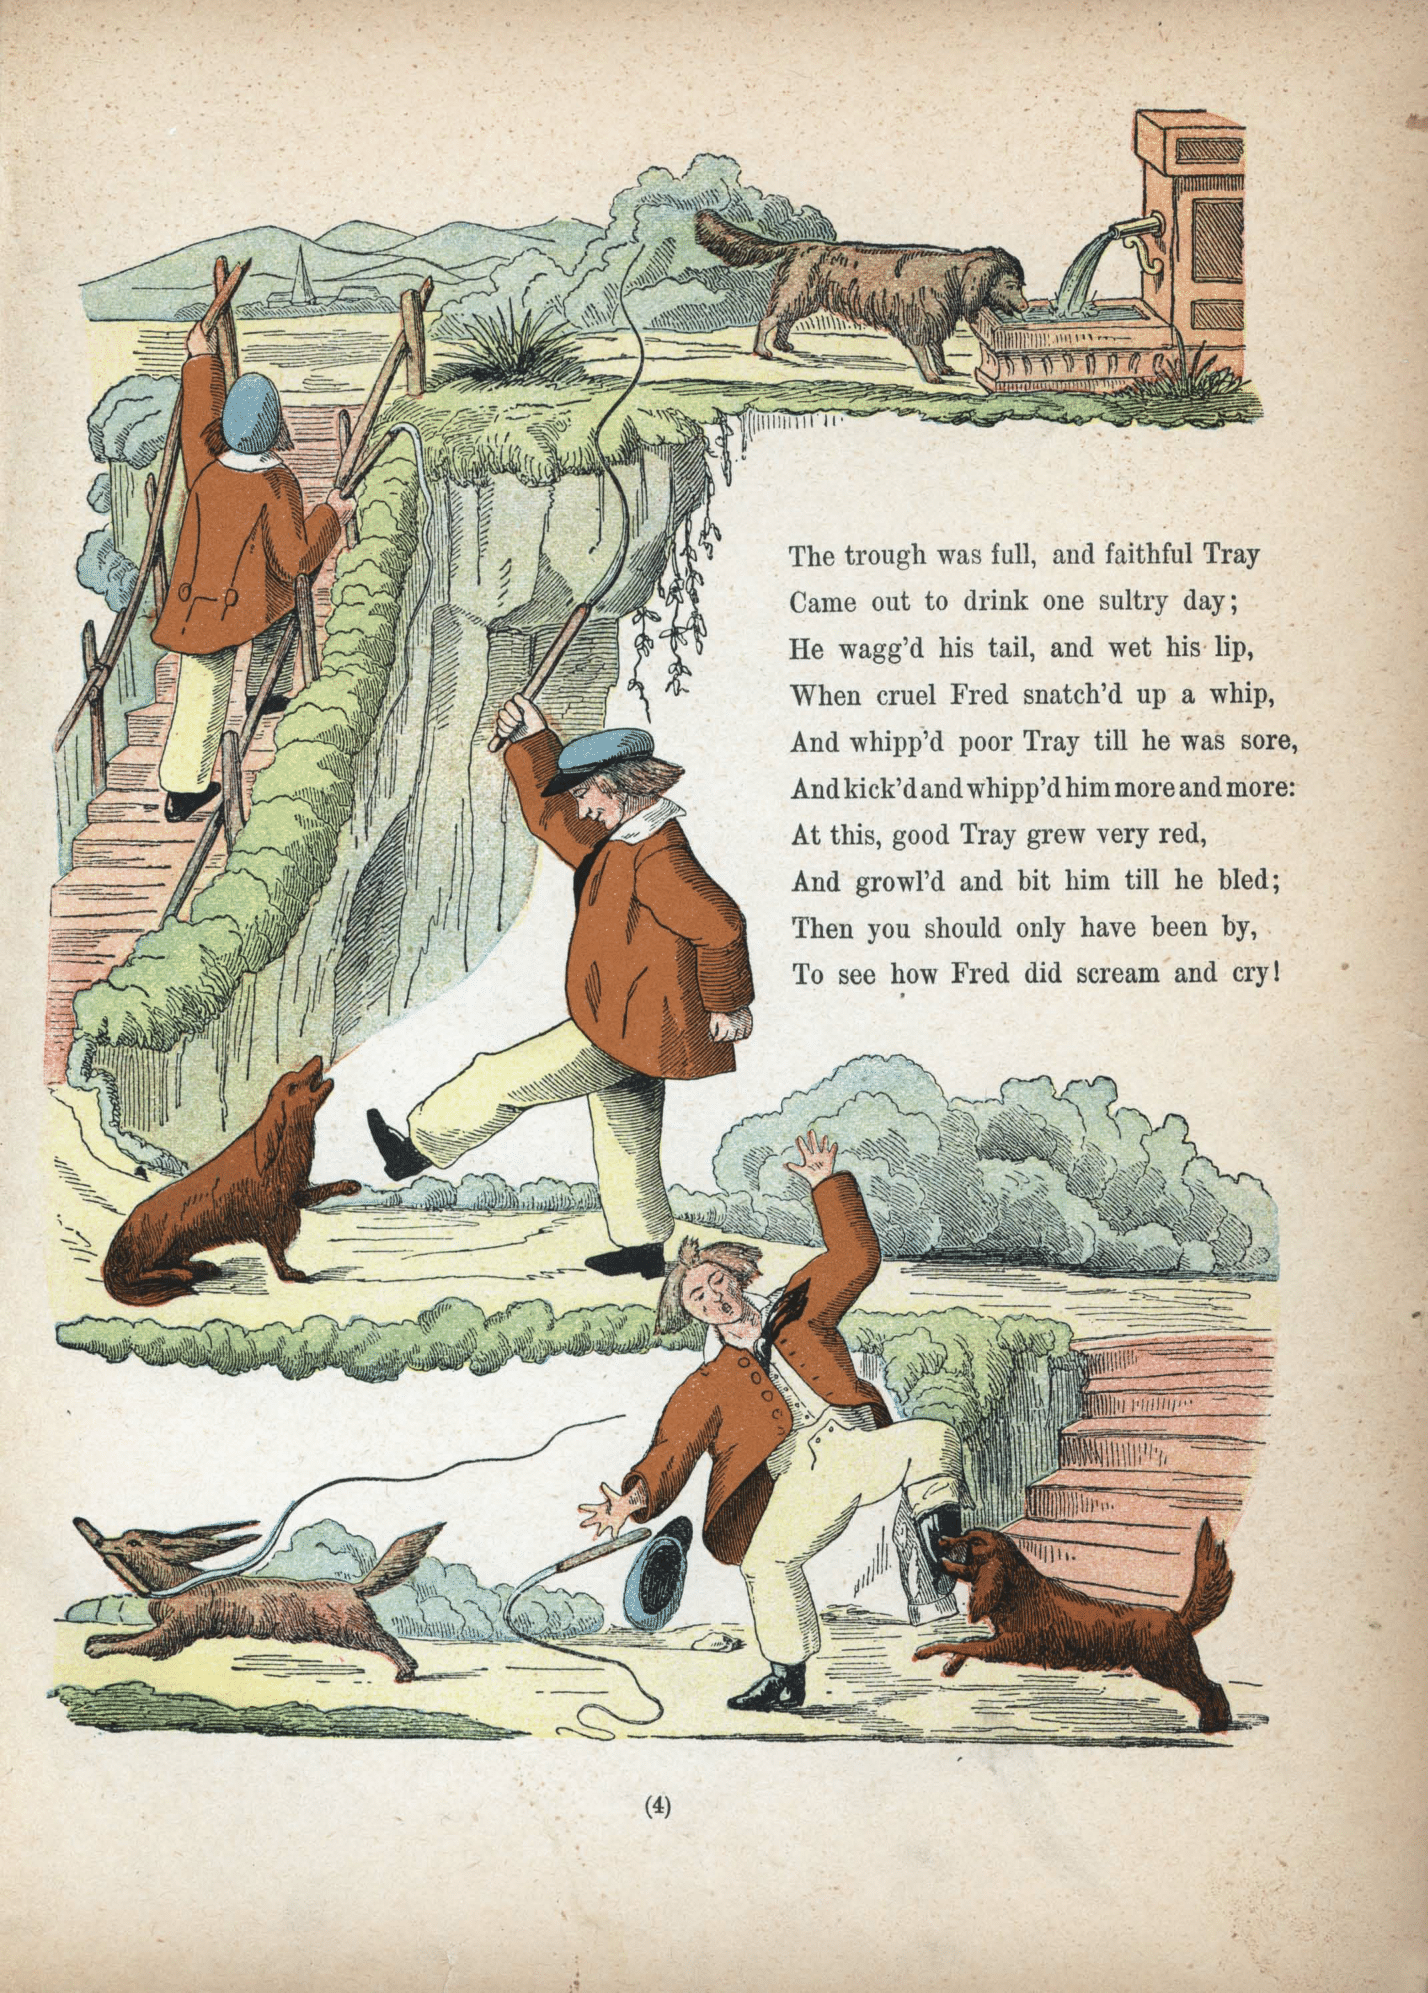 The trough was full, and faithful Tray
Came out to drink one sultry day;
He wagg'd his tail, and wet his lip,
When cruel Fred snatch'd up a whip,
And whipp'd poor Tray till he was sore,
And kick'd and whipp'd him more and more:
At this, good Tray grew very red,
And growl'd and bit him till he bled;
Then you should only have been by,
To see how Fred did scream and cry!
(4)